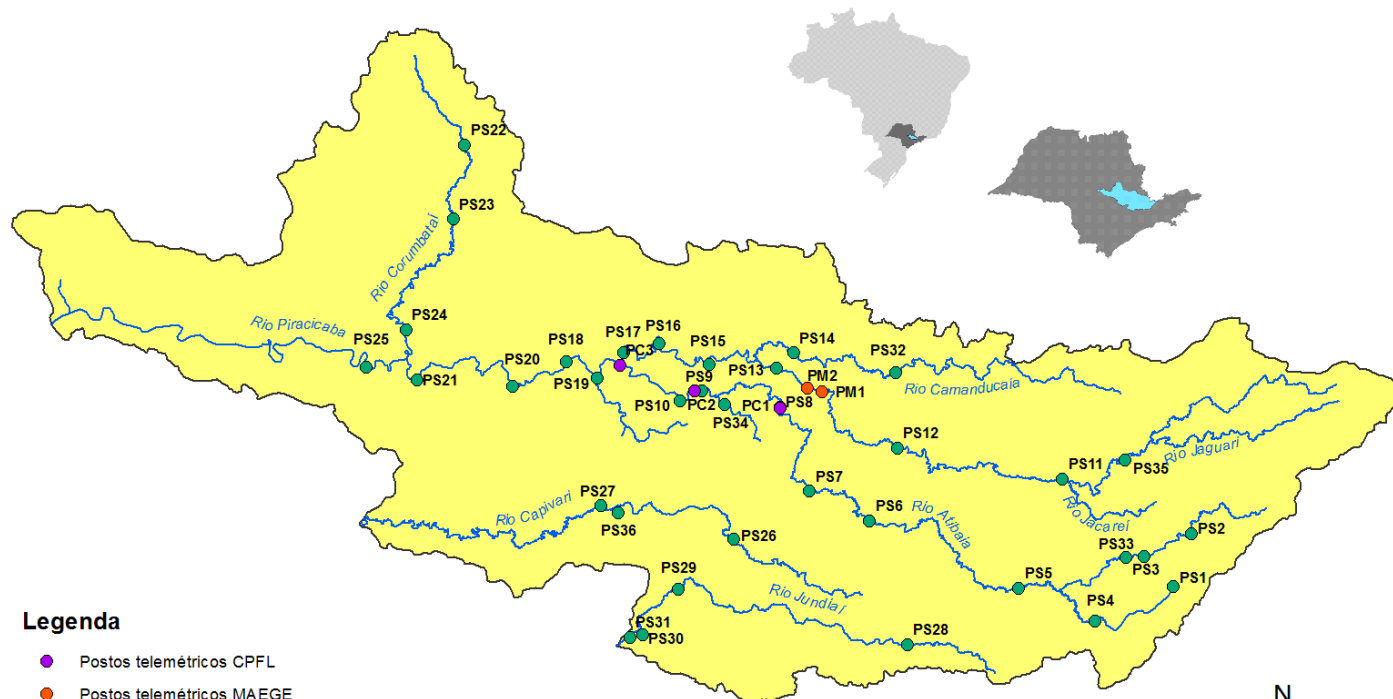 PS22
PS23
Rio Corumbataí
PS24
Rio Piracicaba
PS25
PS21
PS20
PS18
PS17
PS16
PC3
PS19
PS15
PS14
PS13
PS32
Rio Camanducaia
PS9
PM2
PM1
PS10
PC2
PC1
PS8
PS34
PS12
PS11
PS35
Rio Jaguari
PS7
PS6
Rio Atibaia
Rio Jacareí
PS2
PS27
Rio Capivari
PS36
PS26
PS33
PS3
PS1
PS5
PS4
PS29
Rio Jundiaí
PS31
PS30
PS28
Legenda
Postos telemétricos CPFL
Postos telemétricos MAEGE
N